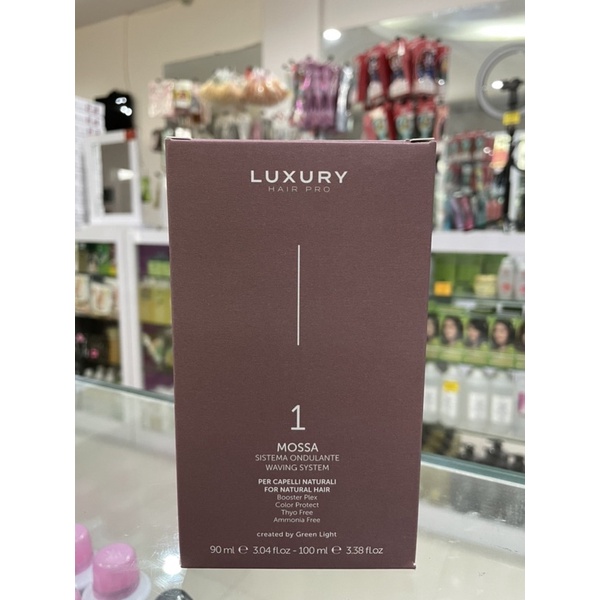 LUXURY
HAIR PRO
1
MOSSA
SISTEMA ONDULANTE
WAVING SYSTEM
PER CAPELLI NATURALI
FOR NATURAL HAIR
Booster Plex
Color Protect
Thyo Free
Ammonia Free
created by Green Light
90 ml ℮ 3.04 fl.oz - 100 ml ℮ 3.38 fl.oz